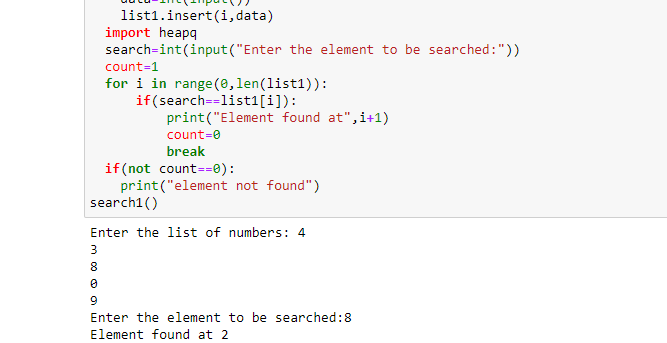 data=int(input())
list1.insert(i,data)
import heapq
search=int(input("Enter the element to be searched:"))
count=1
for i in range(0,len(list1)):
if(search==list1[i]):
print("Element found at",i+1)
count=0
break
if(not count==0):
print("element not found")
search1()
Enter the list of numbers: 4
3
8
0
9
Enter the element to be searched:8
Element found at 2